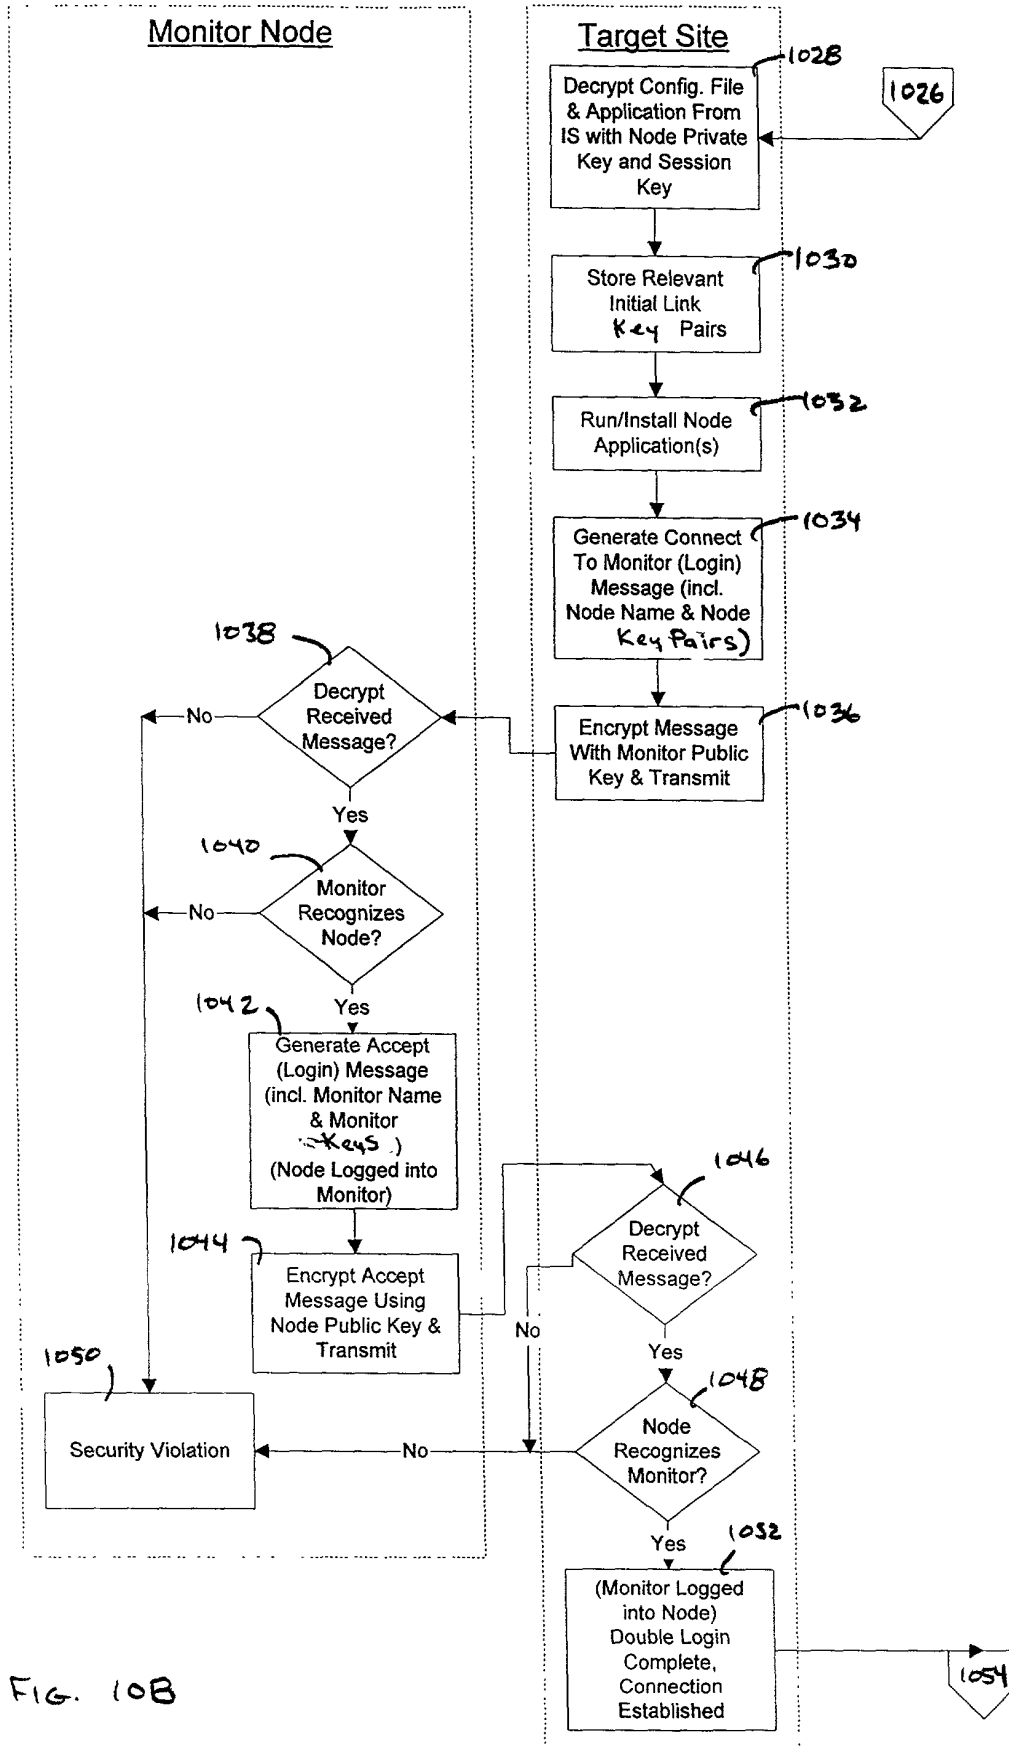 Monitor Node
Target Site
1028
1026
Decrypt Config. File
& Application From
IS with Node Private
Key and Session
Key
1030
Store Relevant
Initial Link
Key Pairs
1032
Run/Install Node
Application(s)
1034
Generate Connect
To Monitor (Login)
Message (incl.
Node Name & Node
Key Pairs)
1036
Encrypt Message
With Monitor Public
Key & Transmit
1038
Decrypt
Received
Message?
No
Yes
1040
Monitor
Recognizes
Node?
No
Yes
1042
Generate Accept
(Login) Message
(incl. Monitor Name
& Monitor
Keys )
(Node Logged into
Monitor)
1044
Encrypt Accept
Message Using
Node Public Key &
Transmit
1046
Decrypt
Received
Message?
No
Yes
1048
Node
Recognizes
Monitor?
No
Yes
1050
Security Violation
1052
(Monitor Logged
into Node)
Double Login
Complete,
Connection
Established
1054
FIG. 10B